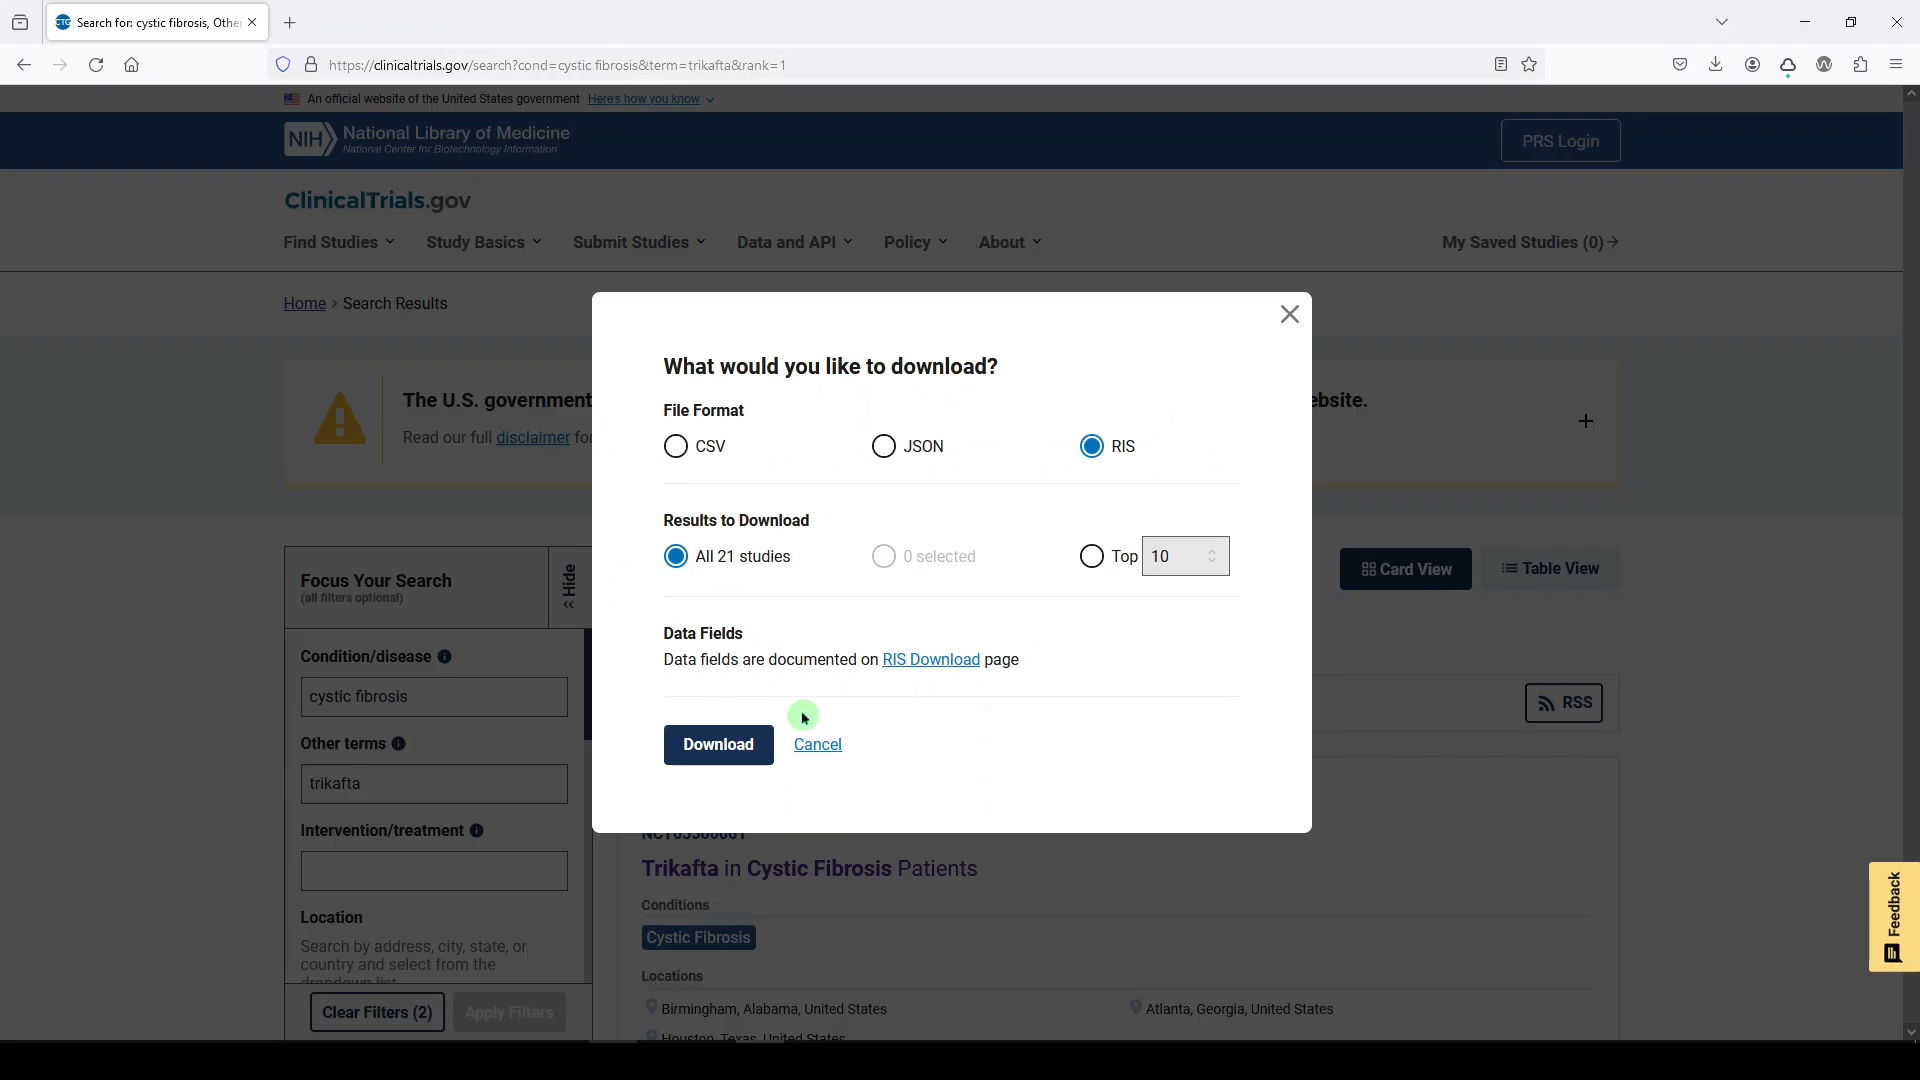 Search for: cystic fibrosis, Othe
https://clinicaltrials.gov/search?cond=cystic fibrosis&term=trikafta&rank=1
An official website of the United States government Here's how you know
NIH National Library of Medicine
National Center for Biotechnology Information
PRS Login
ClinicalTrials.gov
Find Studies Study Basics Submit Studies Data and API Policy About My Saved Studies (0)
Home > Search Results
The U.S. government
ebsite.
Read our full disclaimer for
What would you like to download?
File Format
CSV JSON RIS
Results to Download
All 21 studies 0 selected Top 10
Data Fields
Data fields are documented on RIS Download page
Download Cancel
Focus Your Search
(all filters optional)
Hide
Card View Table View
Condition/disease
cystic fibrosis
RSS
Other terms
trikafta
Intervention/treatment
Location
Search by address, city, state, or
country and select from the
dropdown list
Clear Filters (2) Apply Filters
Trikafta in Cystic Fibrosis Patients
Conditions
Cystic Fibrosis
Locations
Birmingham, Alabama, United States Atlanta, Georgia, United States
Houston, Texas, United States
Feedback